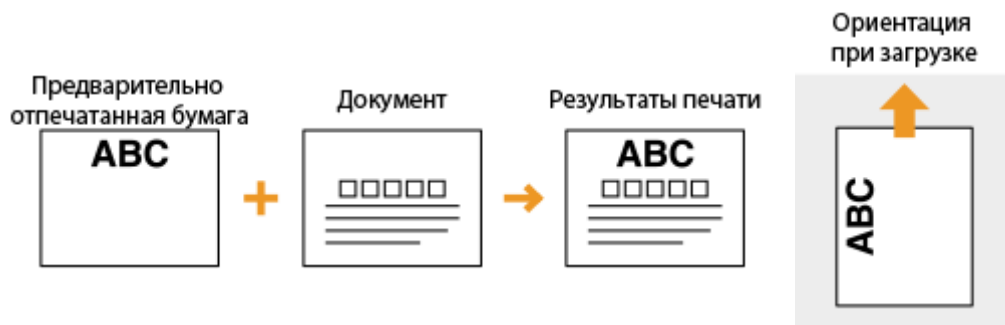 Предварительно
отпечатанная бумага
ABC
Документ
Результаты печати
ABC
Ориентация
при загрузке
ABC